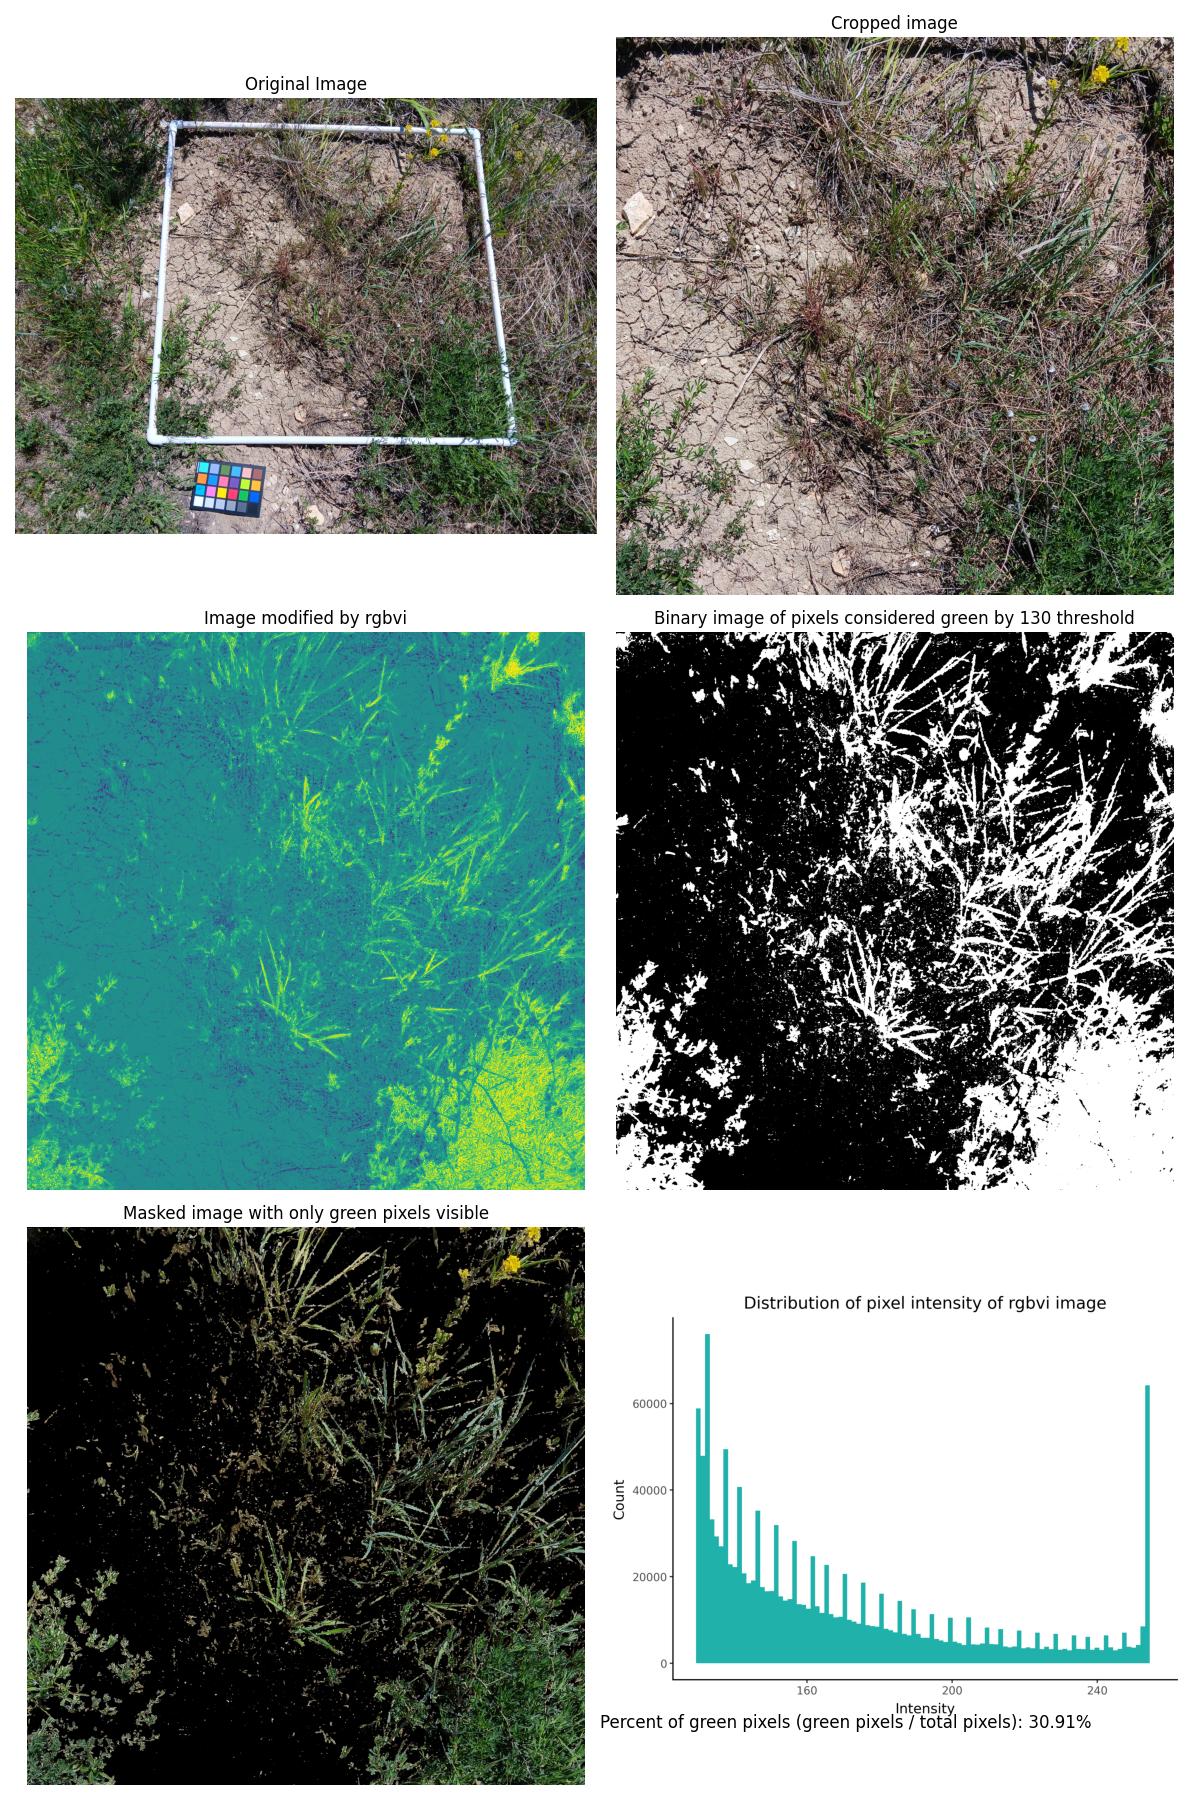 Original Image
Cropped image
Image modified by rgbvi
Binary image of pixels considered green by 130 threshold
Masked image with only green pixels visible
Distribution of pixel intensity of rgbvi image
Count
60000
40000
20000
0
160
200
240
Intensity
Percent of green pixels (green pixels / total pixels): 30.91%